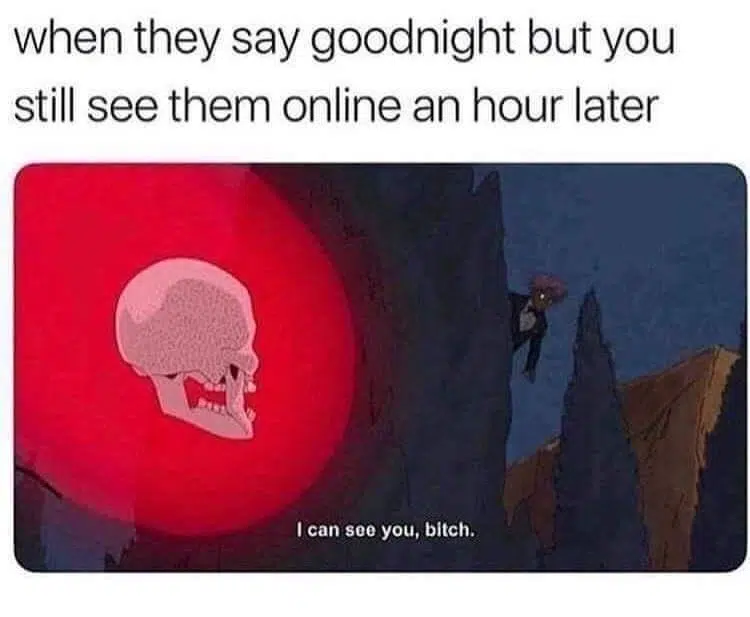 when they say goodnight but you
still see them online an hour later
I can see you, bitch.